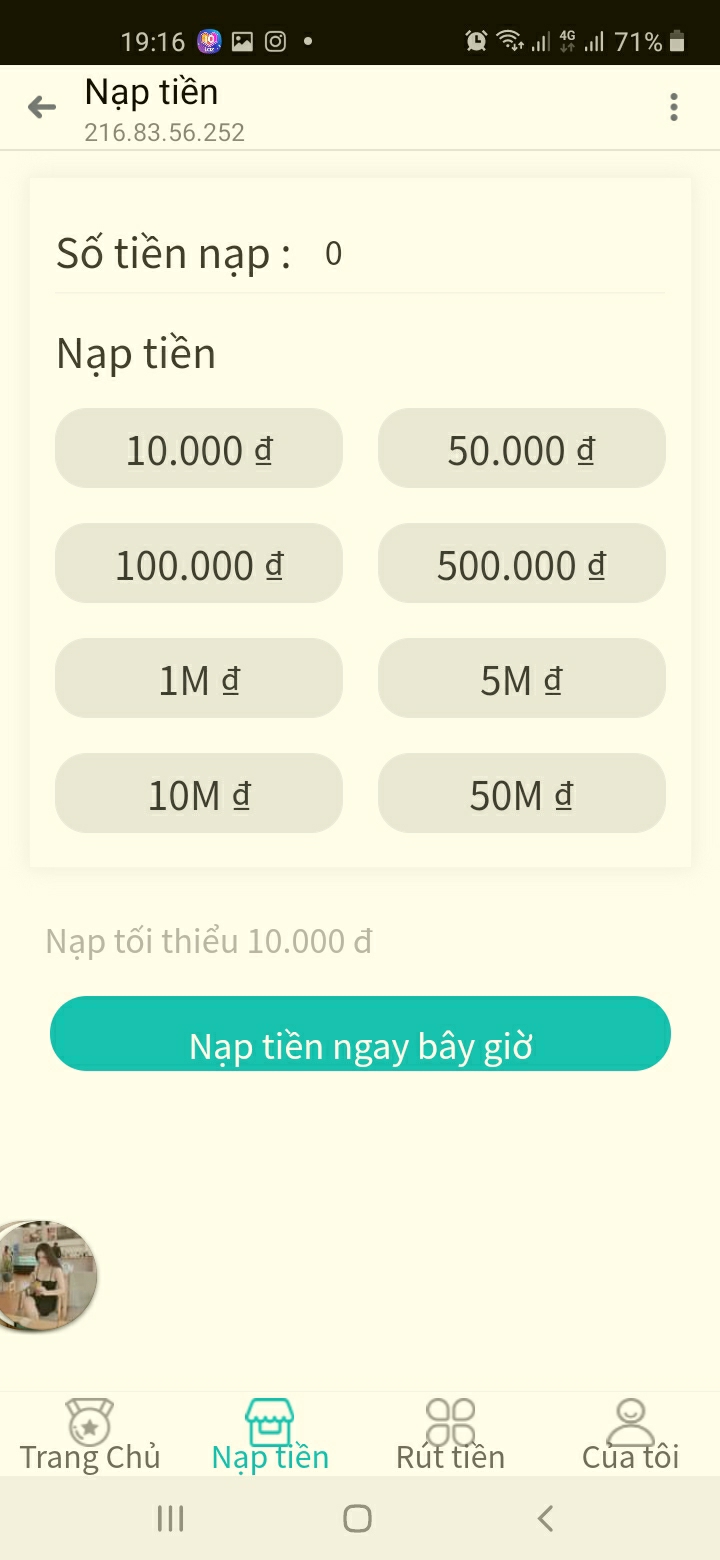 19:16
4G
71%
Nạp tiền
216.83.56.252
Số tiền nạp : 0
Nạp tiền
10.000 ₫
50.000 ₫
100.000 ₫
500.000 ₫
1M ₫
5M ₫
10M ₫
50M ₫
Nạp tối thiểu 10.000 đ
Nạp tiền ngay bây giờ
Trang Chủ
Nạp tiền
Rút tiền
Của tôi